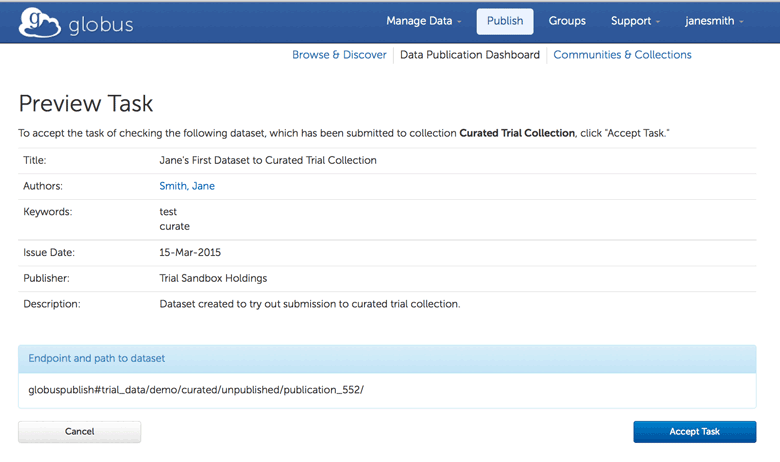 globus
Manage Data Publish Groups Support janesmith
Browse & Discover Data Publication Dashboard Communities & Collections
Preview Task
To accept the task of checking the following dataset, which has been submitted to collection Curated Trial Collection, click "Accept Task."
Title: Jane's First Dataset to Curated Trial Collection
Authors: Smith, Jane
Keywords: test
curate
Issue Date: 15-Mar-2015
Publisher: Trial Sandbox Holdings
Description: Dataset created to try out submission to curated trial collection.
Endpoint and path to dataset
globuspublish#trial_data/demo/curated/unpublished/publication_552/
Cancel Accept Task